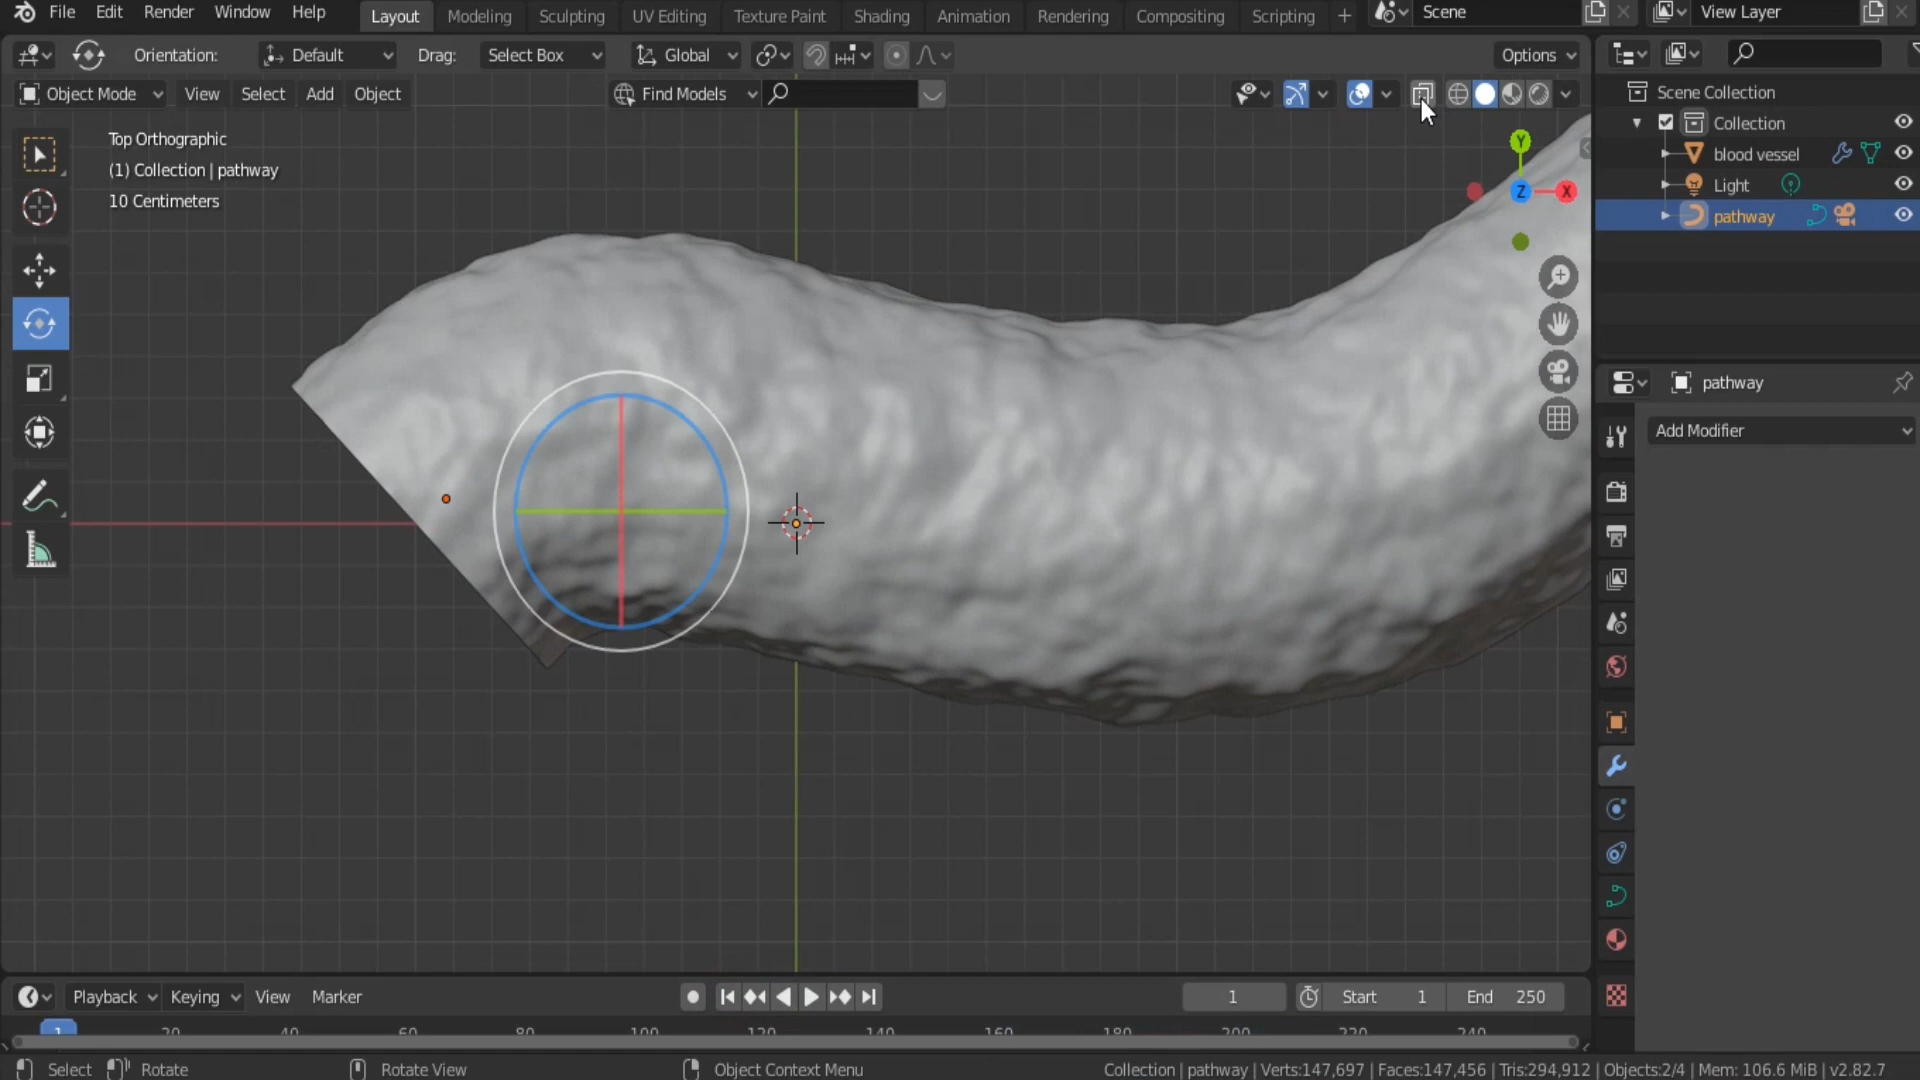 File Edit Render Window Help Layout Modeling Sculpting UV Editing Texture Paint Shading Animation Rendering Compositing Scripting + Scene View Layer
Orientation: Default Drag: Select Box Global Options
Object Mode View Select Add Object Find Models
Scene Collection
Collection
blood vessel
Light
pathway
Top Orthographic
(1) Collection | pathway
10 Centimeters
Y
Z
X
pathway
Add Modifier
Playback Keying View Marker 1 Start 1 End 250
1 20 40 60 80 100 120 140 160 180 200 220 240
Select Rotate Rotate View Object Context Menu Collection | pathway | Verts:147,697 | Faces:147,456 | Tris:294,912 | Objects:2/4 | Mem: 106.6 MiB | v2.82.7